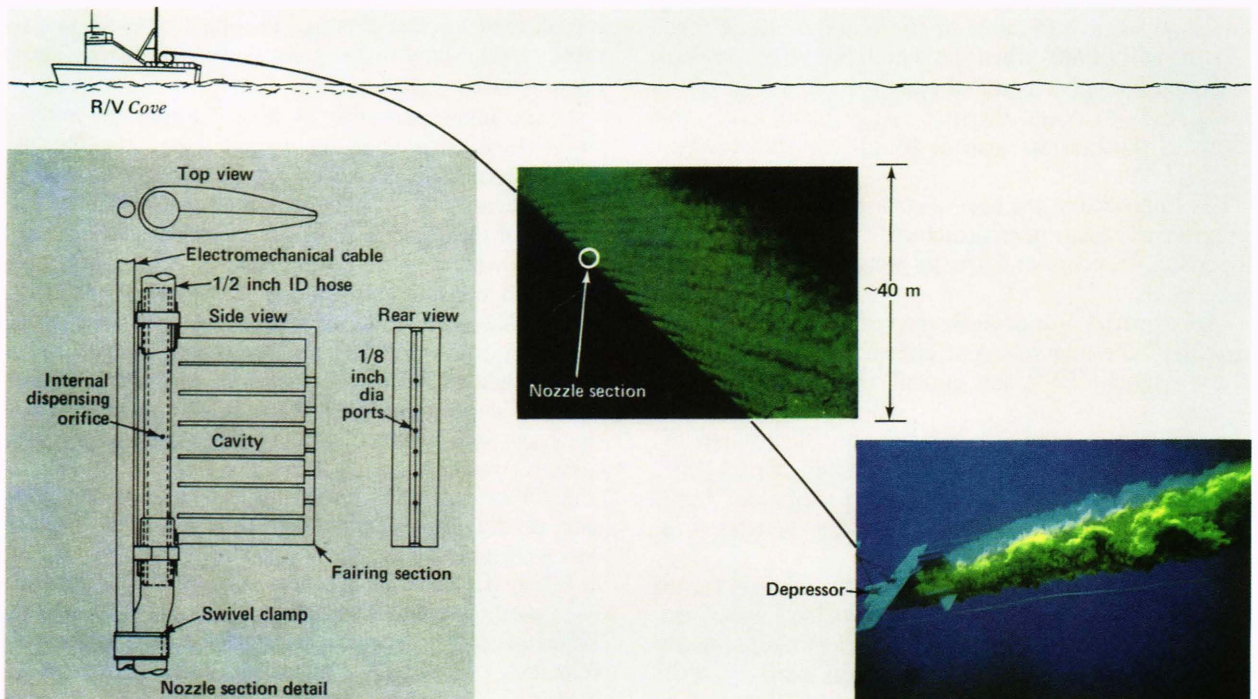 R/V Cove
Top view
Electromechanical cable
1/2 inch ID hose
Side view
Rear view
1/8
inch
dia
ports
Internal
dispensing
orifice
Cavity
Fairing section
Swivel clamp
Nozzle section detail
Nozzle section
~40 m
Depressor